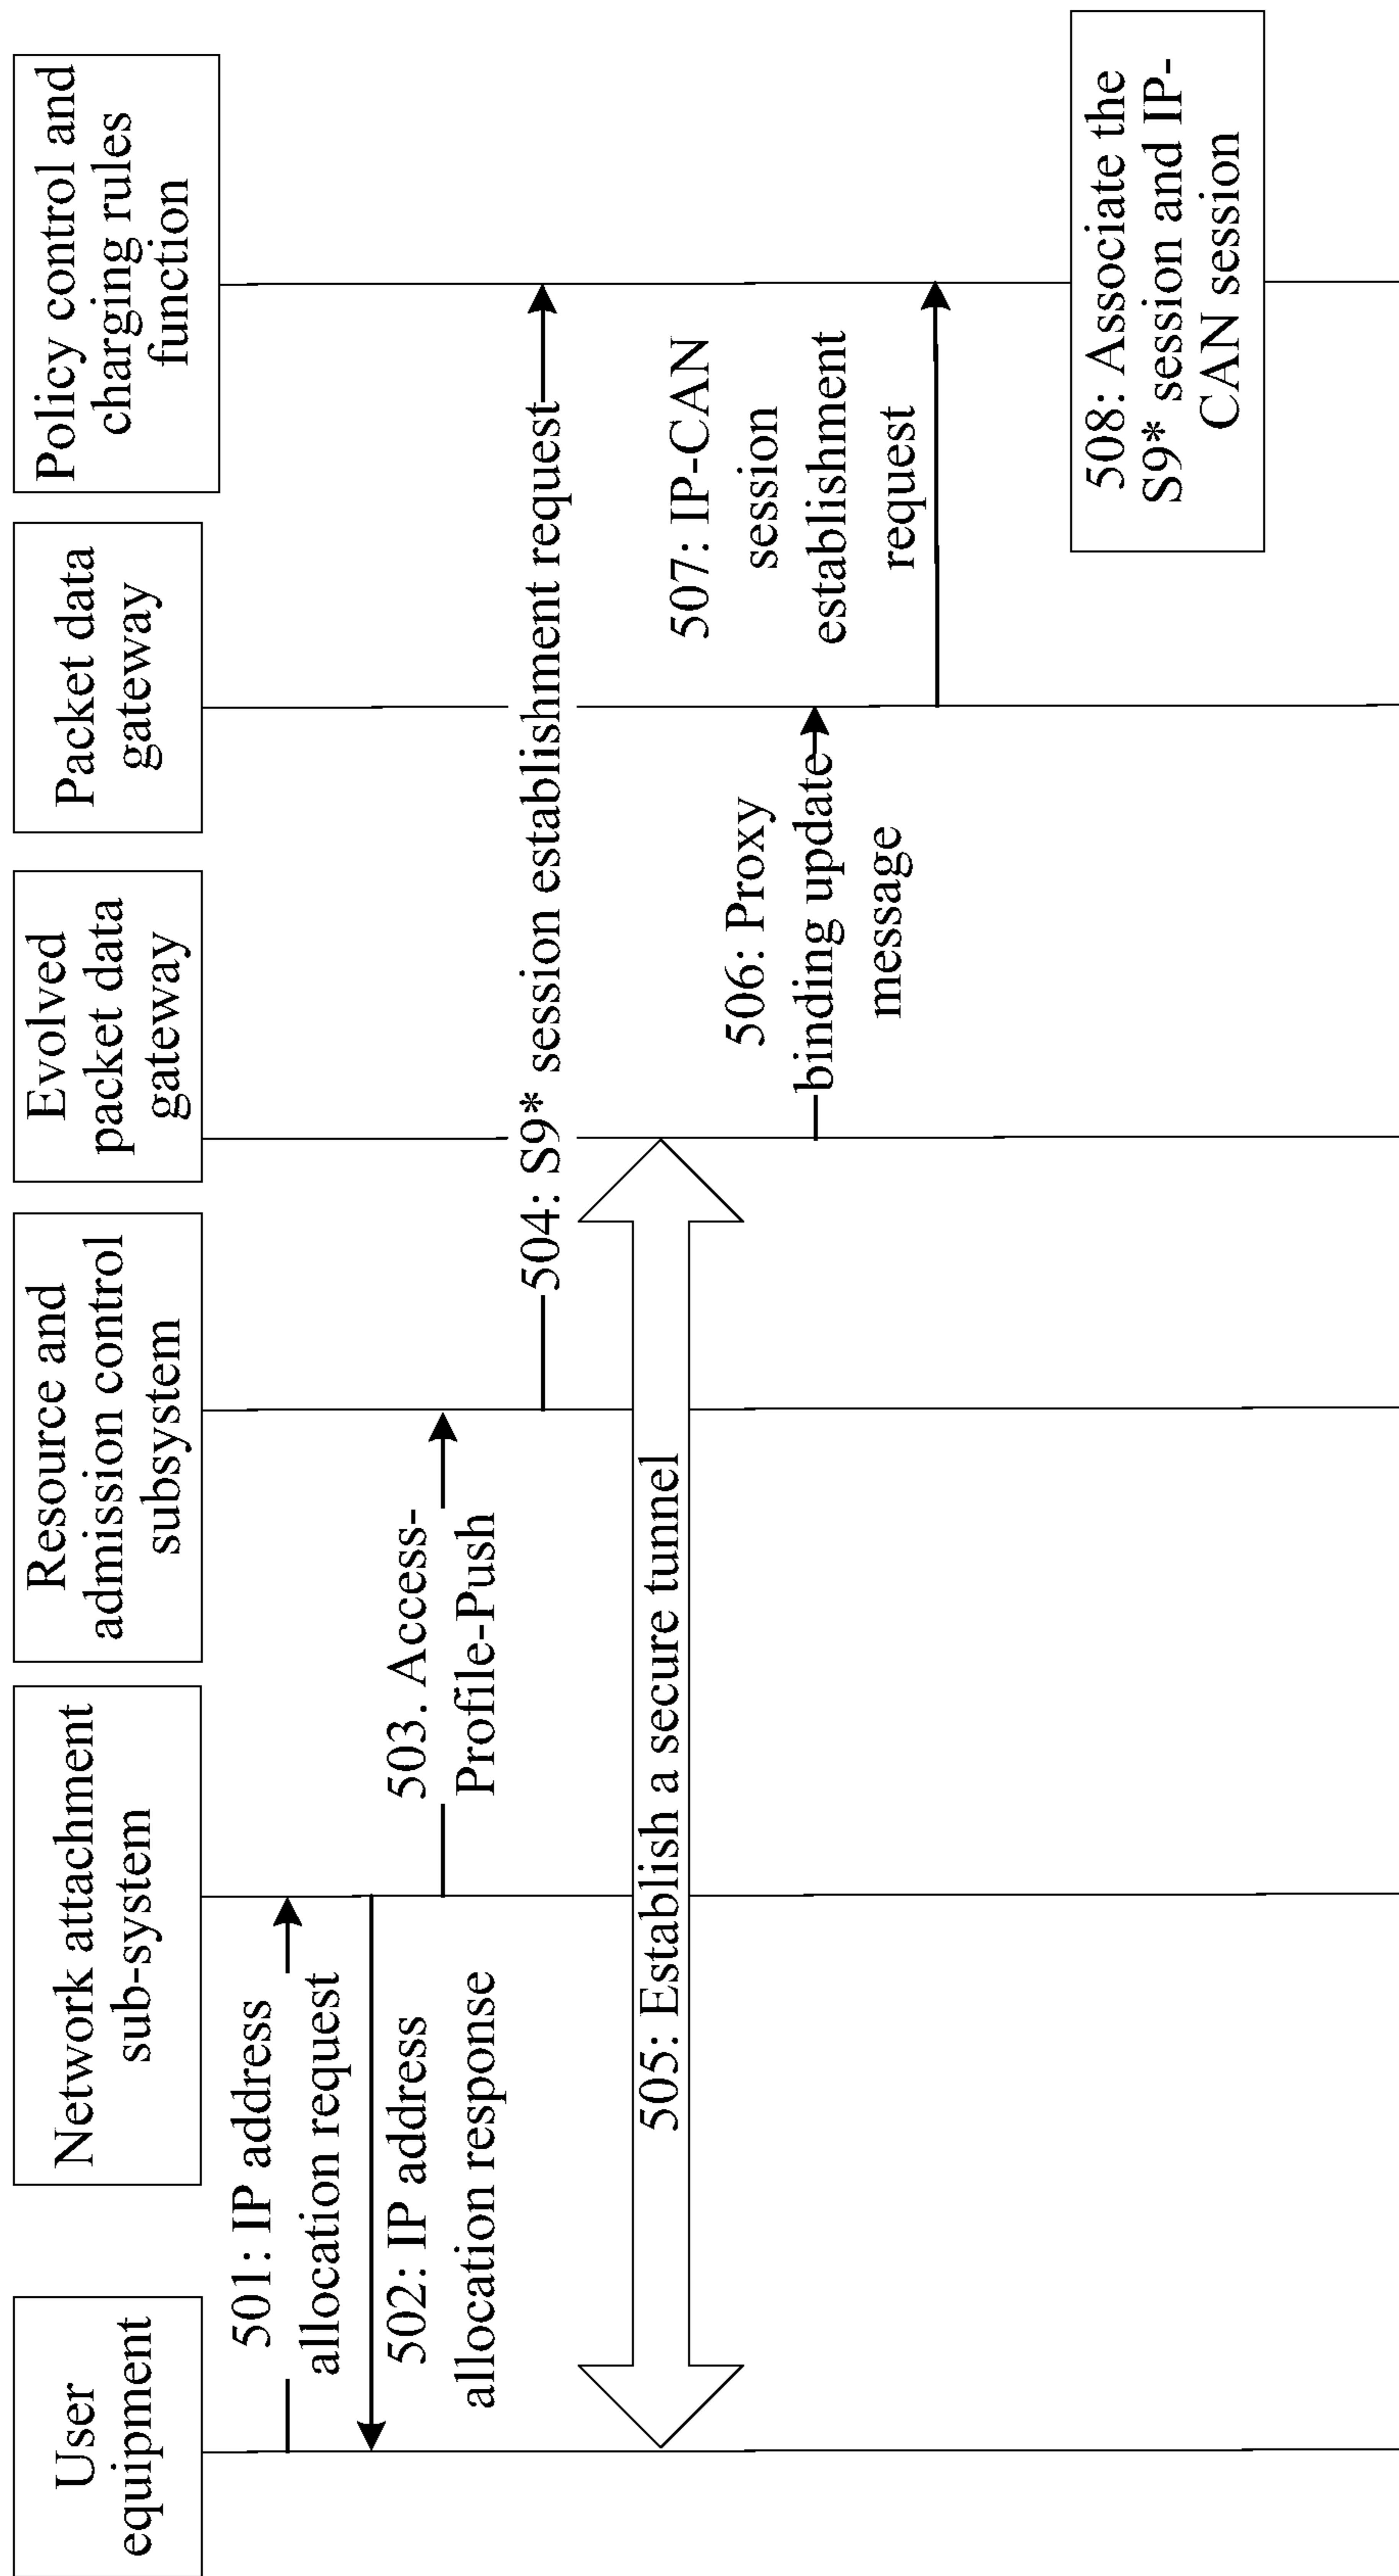 User
equipment
Network attachment
sub-system
Resource and
admission control
subsystem
Evolved
packet data
gateway
Packet data
gateway
Policy control and
charging rules
function
501: IP address
allocation request
502: IP address
allocation response
503. Access-
Profile-Push
504: S9* session establishment request
505: Establish a secure tunnel
506: Proxy
binding update
message
507: IP-CAN
session
establishment
request
508: Associate the
S9* session and IP-
CAN session